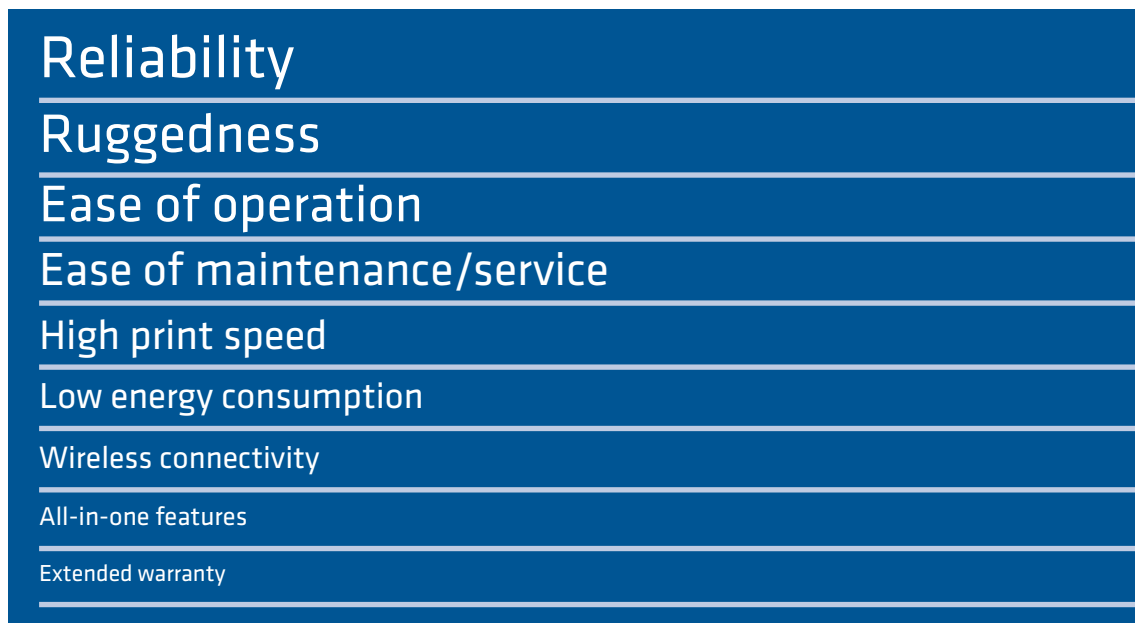 Reliability
Ruggedness
Ease of operation
Ease of maintenance/service
High print speed
Low energy consumption
Wireless connectivity
All-in-one features
Extended warranty